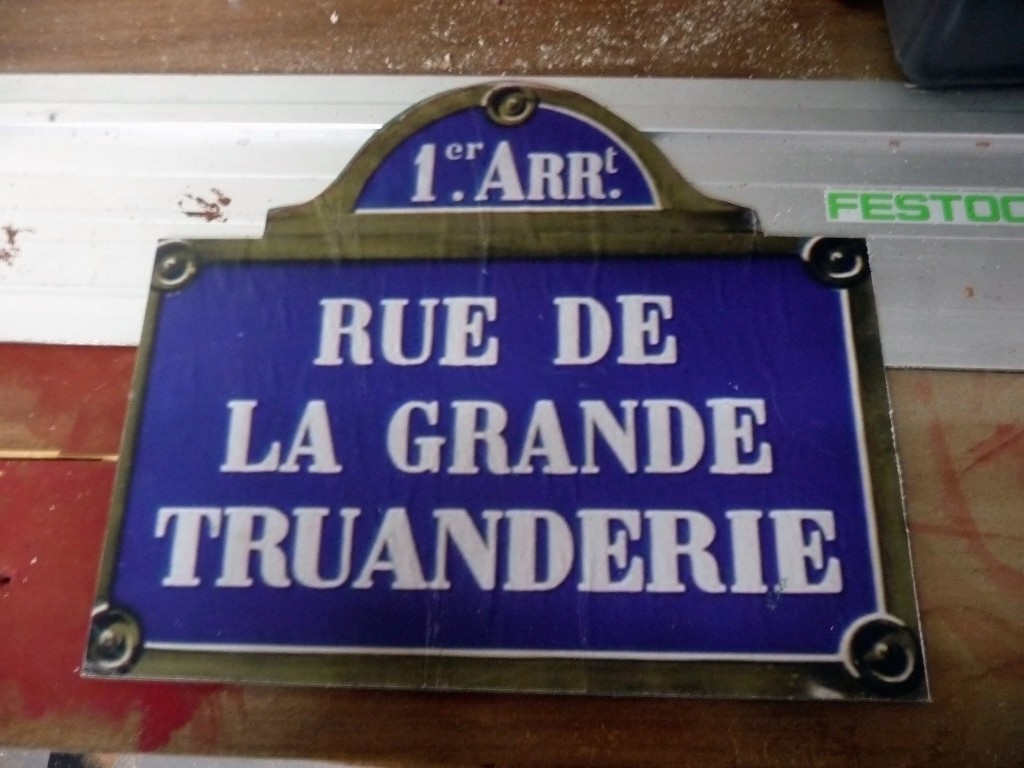 1er. ARRt.
RUE DE
LA GRANDE
TRUANDERIE
FESTOO